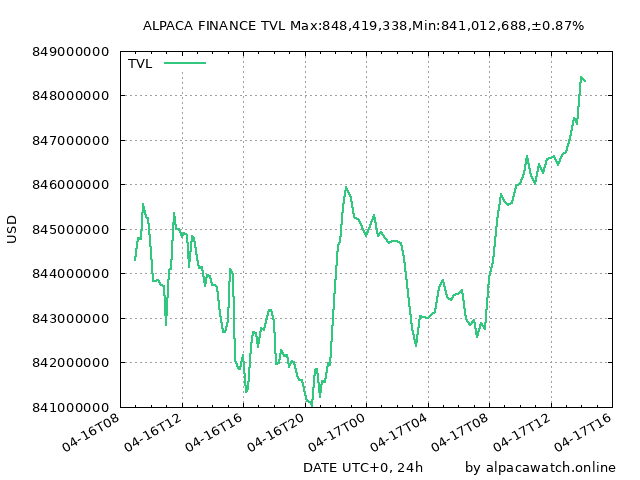 ALPACA FINANCE TVL Max:848,419,338,Min:841,012,688,±0.87%
849000000
TVL
848000000
847000000
846000000
845000000
844000000
843000000
842000000
841000000
USD
04-16T08
04-16T12
04-16T16
04-16T20
04-17T00
04-17T04
04-17T08
04-17T12
04-17T16
DATE UTC+0, 24h
by alpacawatch.online